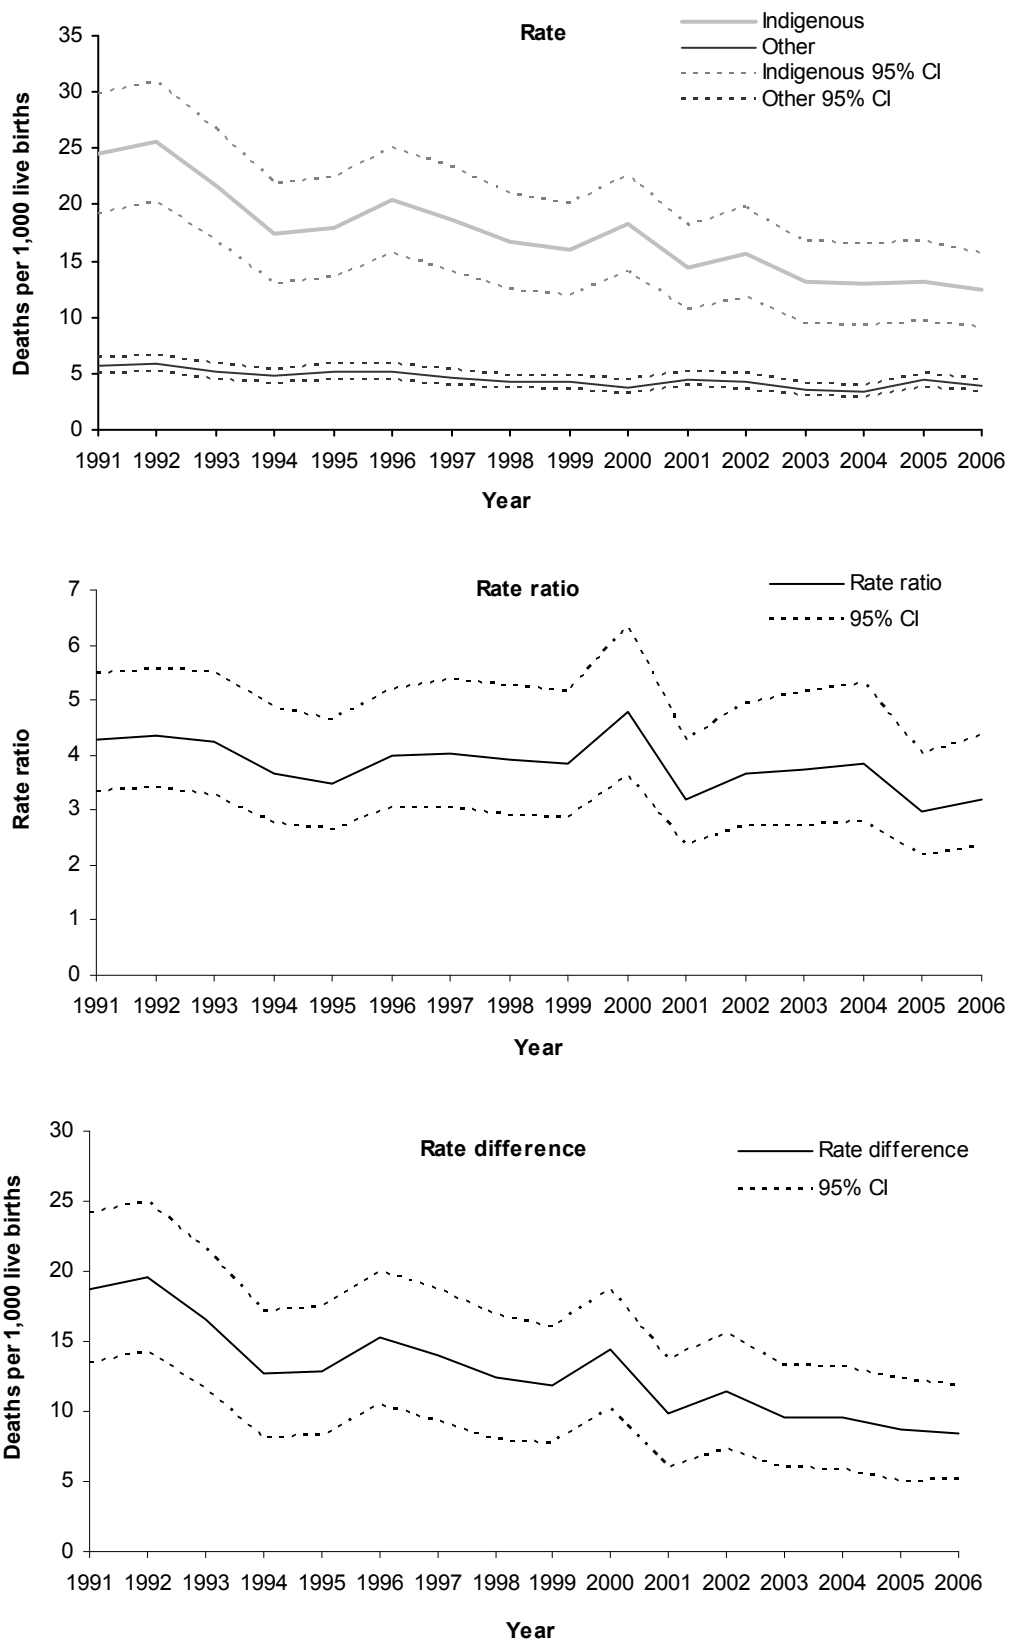 Rate
Indigenous
Other
Indigenous 95% CI
Other 95% CI
Deaths per 1,000 live births
35
30
25
20
15
10
5
0
1991 1992 1993 1994 1995 1996 1997 1998 1999 2000 2001 2002 2003 2004 2005 2006
Year
Rate ratio
Rate ratio
95% CI
Rate ratio
7
6
5
4
3
2
1
0
1991 1992 1993 1994 1995 1996 1997 1998 1999 2000 2001 2002 2003 2004 2005 2006
Year
Rate difference
Rate difference
95% CI
Deaths per 1,000 live births
30
25
20
15
10
5
0
1991 1992 1993 1994 1995 1996 1997 1998 1999 2000 2001 2002 2003 2004 2005 2006
Year